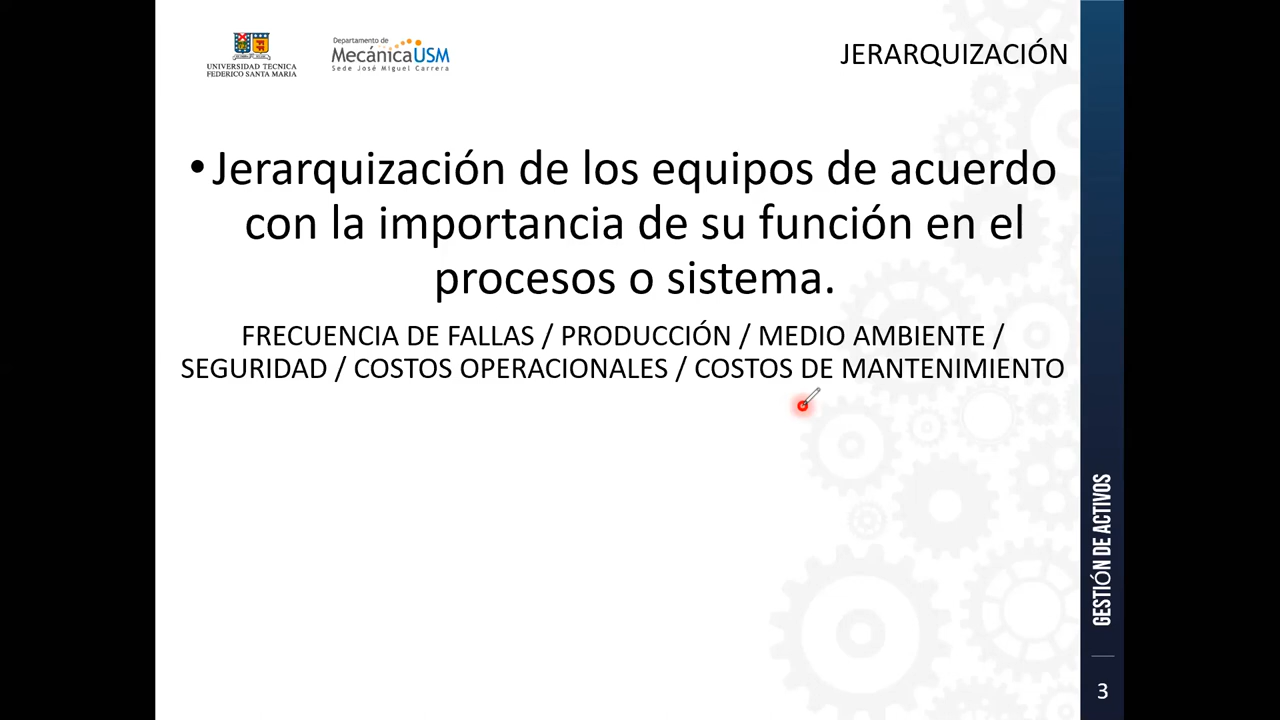 UNIVERSIDAD TECNICA
FEDERICO SANTA MARIA
Departamento de
MecánicaUSM
Sede José Miguel Carrera
JERARQUIZACIÓN
•Jerarquización de los equipos de acuerdo
con la importancia de su función en el
procesos o sistema.
FRECUENCIA DE FALLAS / PRODUCCIÓN / MEDIO AMBIENTE /
SEGURIDAD / COSTOS OPERACIONALES / COSTOS DE MANTENIMIENTO
GESTIÓN DE ACTIVOS
3